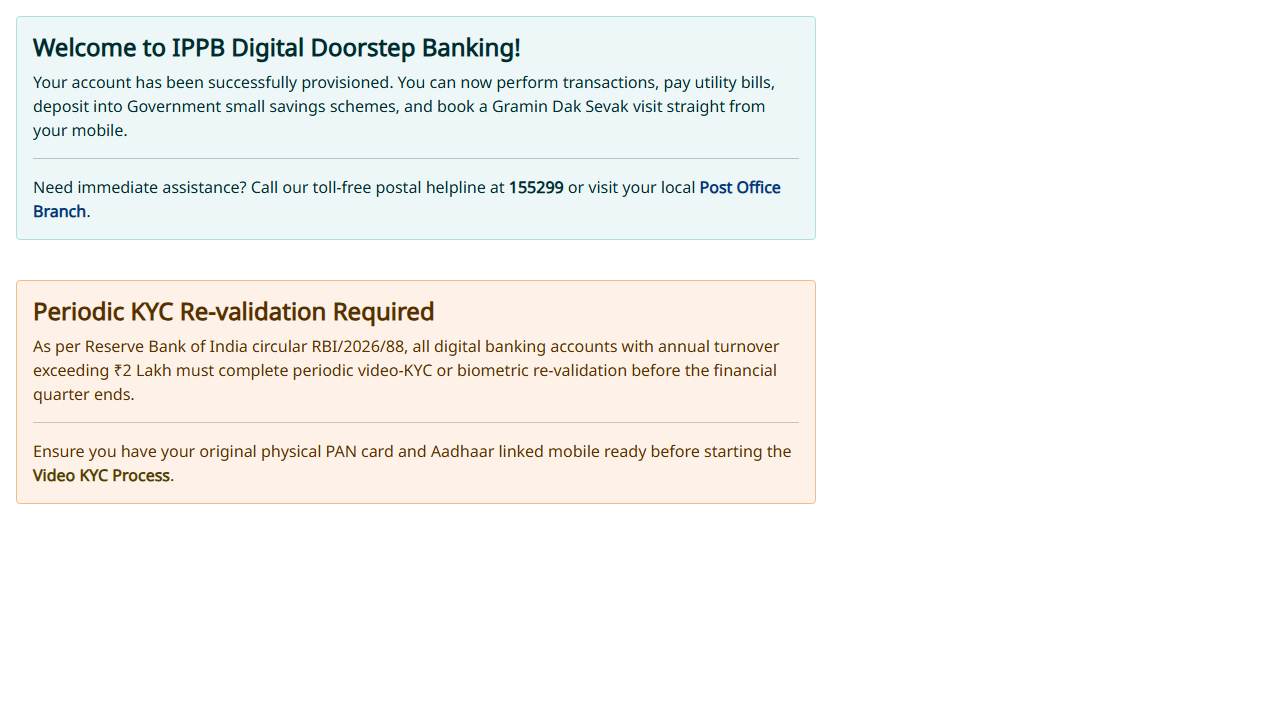 Welcome to IPPB Digital Doorstep Banking!
Your account has been successfully provisioned. You can now perform transactions, pay utility bills,
deposit into Government small savings schemes, and book a Gramin Dak Sevak visit straight from
your mobile.
Need immediate assistance? Call our toll-free postal helpline at 155299 or visit your local Post Office
Branch.
Periodic KYC Re-validation Required
As per Reserve Bank of India circular RBI/2026/88, all digital banking accounts with annual turnover
exceeding ₹2 Lakh must complete periodic video-KYC or biometric re-validation before the financial
quarter ends.
Ensure you have your original physical PAN card and Aadhaar linked mobile ready before starting the
Video KYC Process.